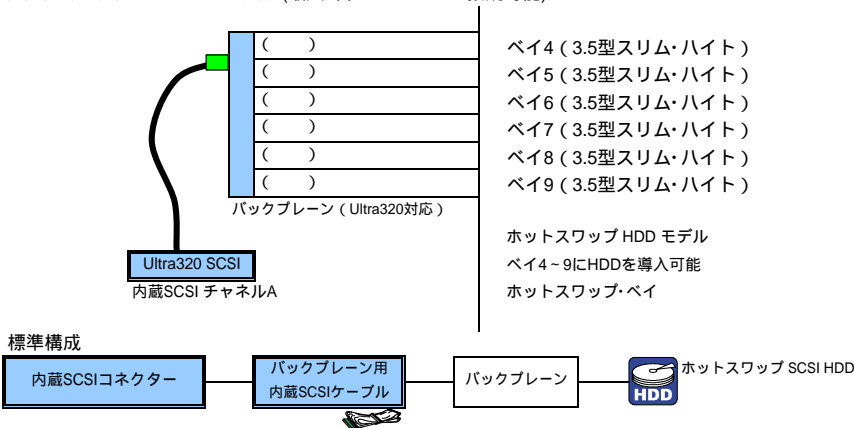 (    )
(    )
(    )
(    )
(    )
(    )
ベイ4 ( 3.5型スリム･ハイト )
ベイ5 ( 3.5型スリム･ハイト )
ベイ6 ( 3.5型スリム･ハイト )
ベイ7 ( 3.5型スリム･ハイト )
ベイ8 ( 3.5型スリム･ハイト )
ベイ9 ( 3.5型スリム･ハイト )
バックプレーン ( Ultra320対応 )
ホットスワップ HDD モデル
ベイ4 ~ 9にHDDを導入可能
ホットスワップ･ベイ
Ultra320 SCSI
内蔵SCSI チャネルA
標準構成
内蔵SCSIコネクター
バックプレーン用
内蔵SCSIケーブル
バックプレーン
HDD
ホットスワップ SCSI HDD